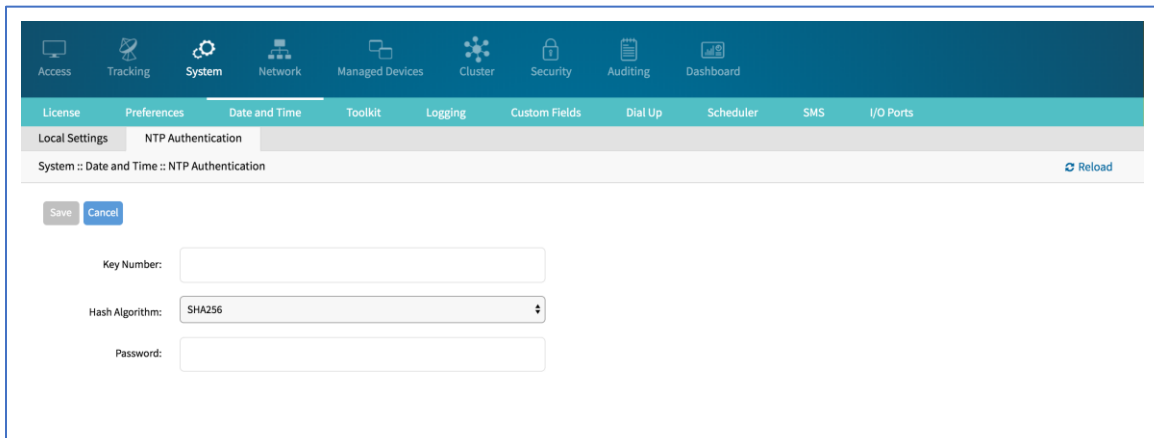 Access Tracking System Network Managed Devices Cluster Security Auditing Dashboard
License Preferences Date and Time Toolkit Logging Custom Fields Dial Up Scheduler SMS I/O Ports
Local Settings NTP Authentication
System :: Date and Time :: NTP Authentication Reload
Save Cancel
Key Number:
Hash Algorithm: SHA256
Password: